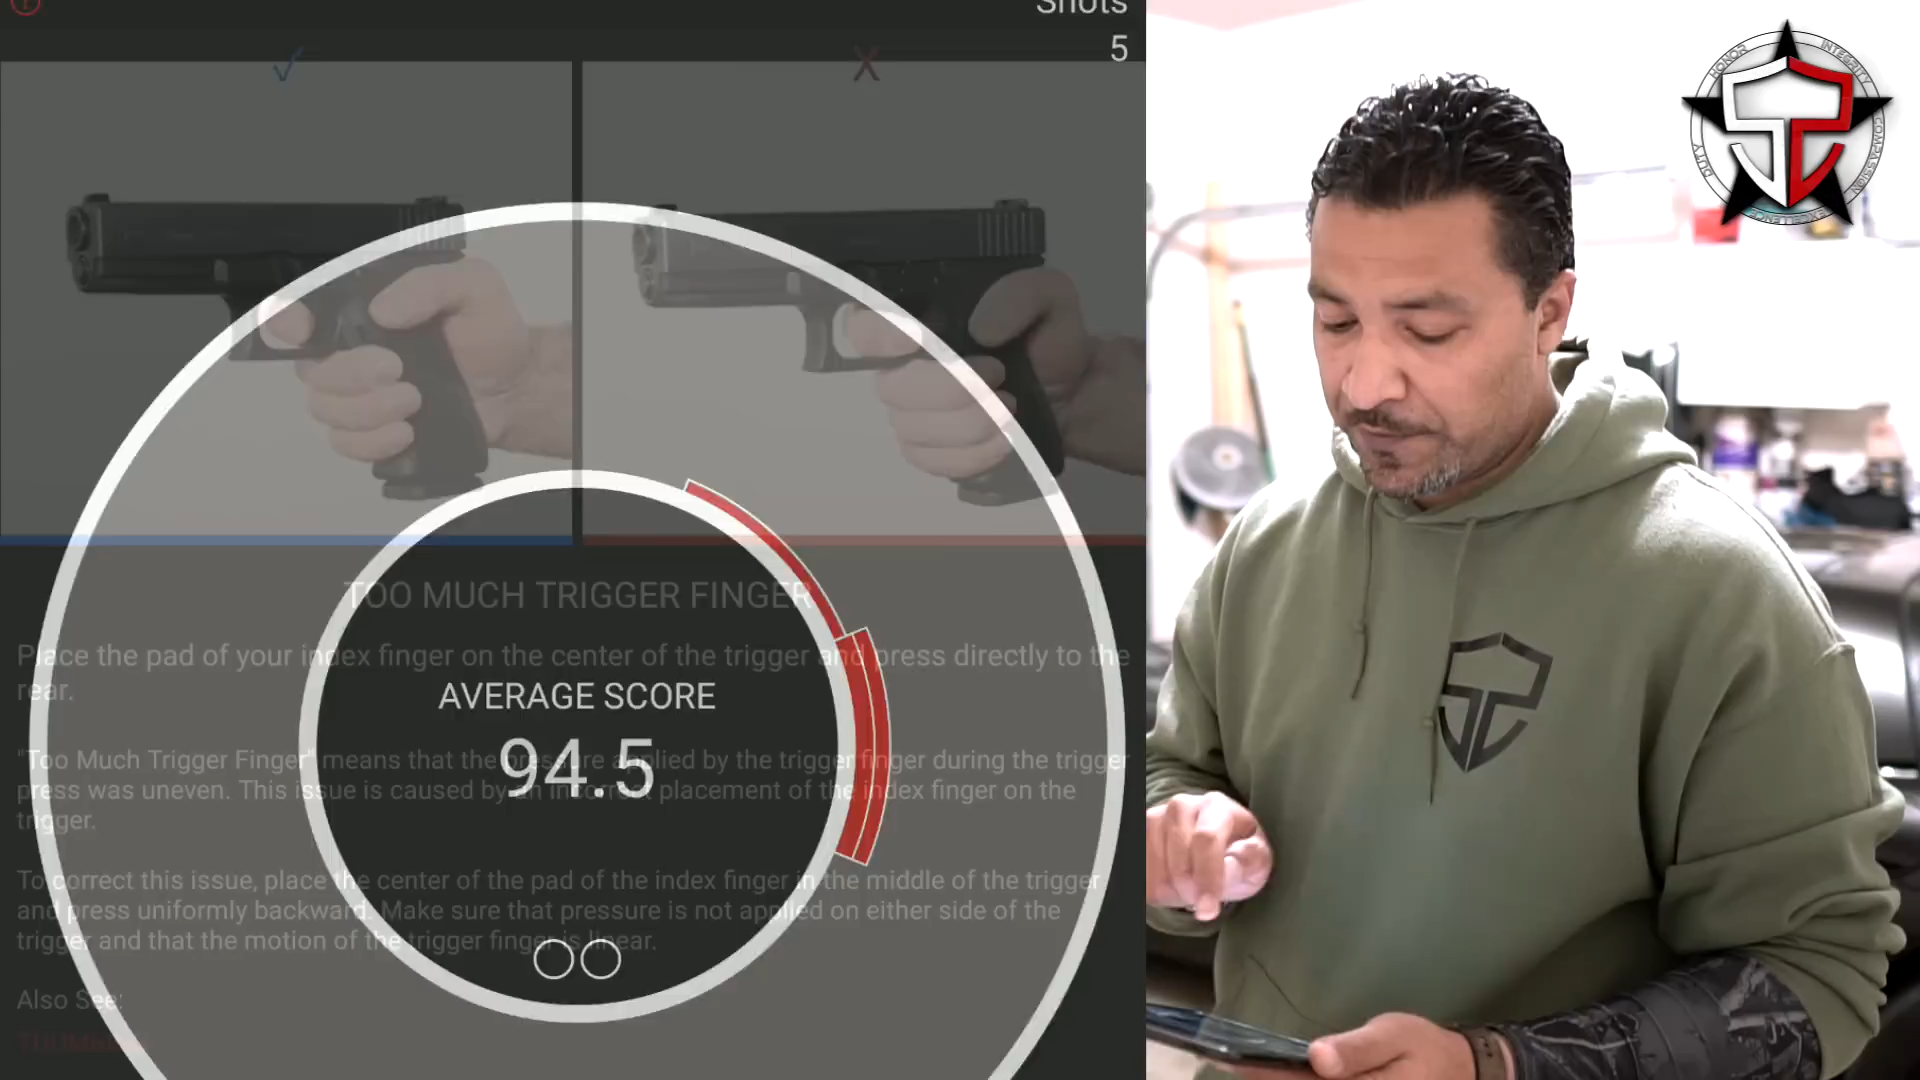 Shots
5
HONOR
INTEGRITY
COMPASSION
EXCELLENCE
DUTY
TOO MUCH TRIGGER FINGER
Place the pad of your index finger on the center of the trigger and press directly to the
rear.
AVERAGE SCORE
94.5
"Too Much Trigger Finger" means that the pressure applied by the trigger finger during the trigger
press was uneven. This issue is caused by an incorrect placement of the index finger on the
trigger.
To correct this issue, place the center of the pad of the index finger in the middle of the trigger
and press uniformly backward. Make sure that pressure is not applied on either side of the
trigger and that the motion of the trigger finger is linear.
Also See: